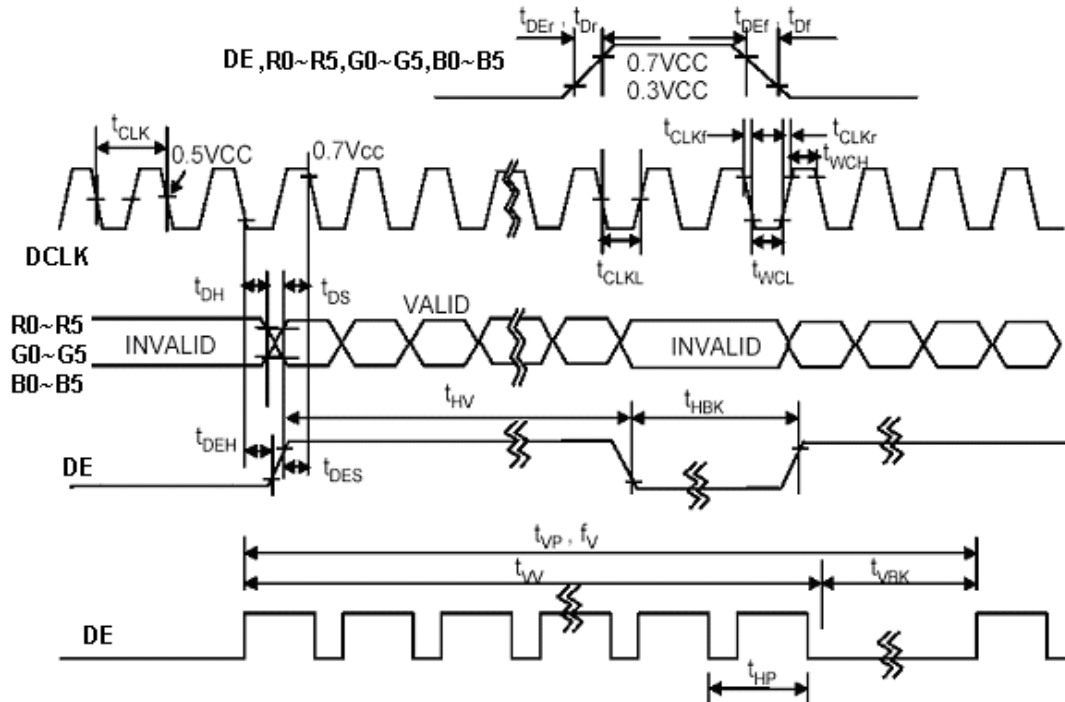 tDEr , tDr
tDEf , tDf
DE ,R0~R5,G0~G5,B0~B5
0.7VCC
0.3VCC
tCLK
0.5VCC
0.7Vcc
tCLKf
tCLKr
tWCH
DCLK
tCLKL
tWCL
tDH
tDS
VALID
R0~R5
G0~G5
B0~B5
INVALID
INVALID
tHV
tHBK
tDEH
DE
tDES
tVP , fV
tVV
tVBK
DE
tHP